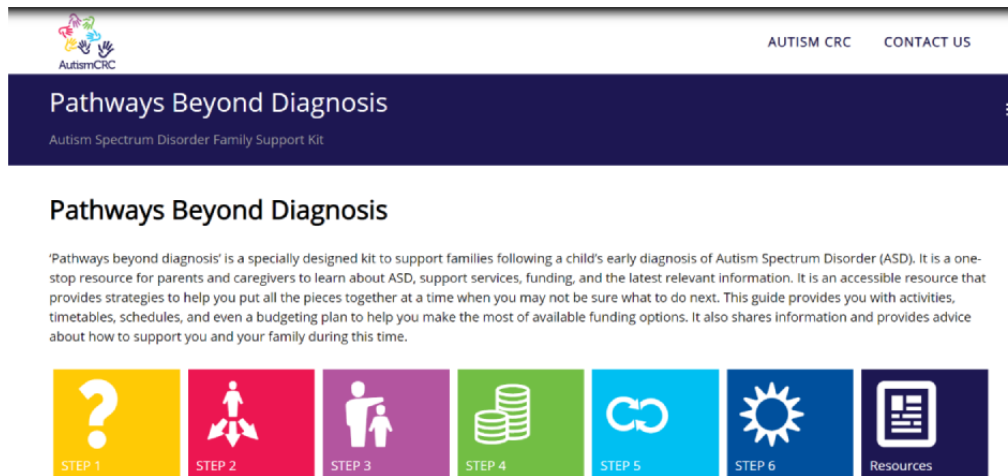 AutismCRC
AUTISM CRC CONTACT US
Pathways Beyond Diagnosis
Autism Spectrum Disorder Family Support Kit
Pathways Beyond Diagnosis
'Pathways beyond diagnosis' is a specially designed kit to support families following a child's early diagnosis of Autism Spectrum Disorder (ASD). It is a one-
stop resource for parents and caregivers to learn about ASD, support services, funding, and the latest relevant information. It is an accessible resource that
provides strategies to help you put all the pieces together at a time when you may not be sure what to do next. This guide provides you with activities,
timetables, schedules, and even a budgeting plan to help you make the most of available funding options. It also shares information and provides advice
about how to support you and your family during this time.
STEP 1 STEP 2 STEP 3 STEP 4 STEP 5 STEP 6 Resources